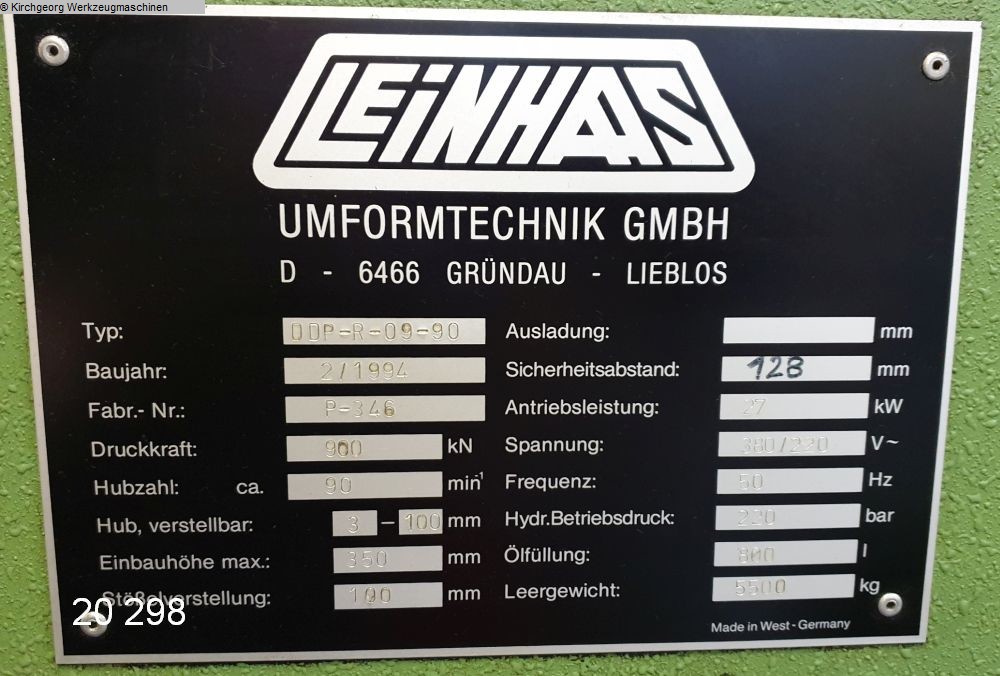 © Kirchgeorg Werkzeugmaschinen
LEiNHAAS
UMFORMTECHNIK GMBH
D - 6466 GRÜNDAU - LIEBLOS
Typ: DDP-R-09-90
Baujahr: 2/1994
Fabr.- Nr.: P-346
Druckkraft: 900 kN
Hubzahl: ca. 90 min¹
Hub, verstellbar: 3 - 100 mm
Einbauhöhe max.: 350 mm
Stößelverstellung: 100 mm
Ausladung: mm
Sicherheitsabstand: 128 mm
Antriebsleistung: 27 kW
Spannung: 380/220 V~
Frequenz: 50 Hz
Hydr.Betriebsdruck: 220 bar
Ölfüllung: 800 l
Leergewicht: 5500 kg
20 298
Made in West - Germany